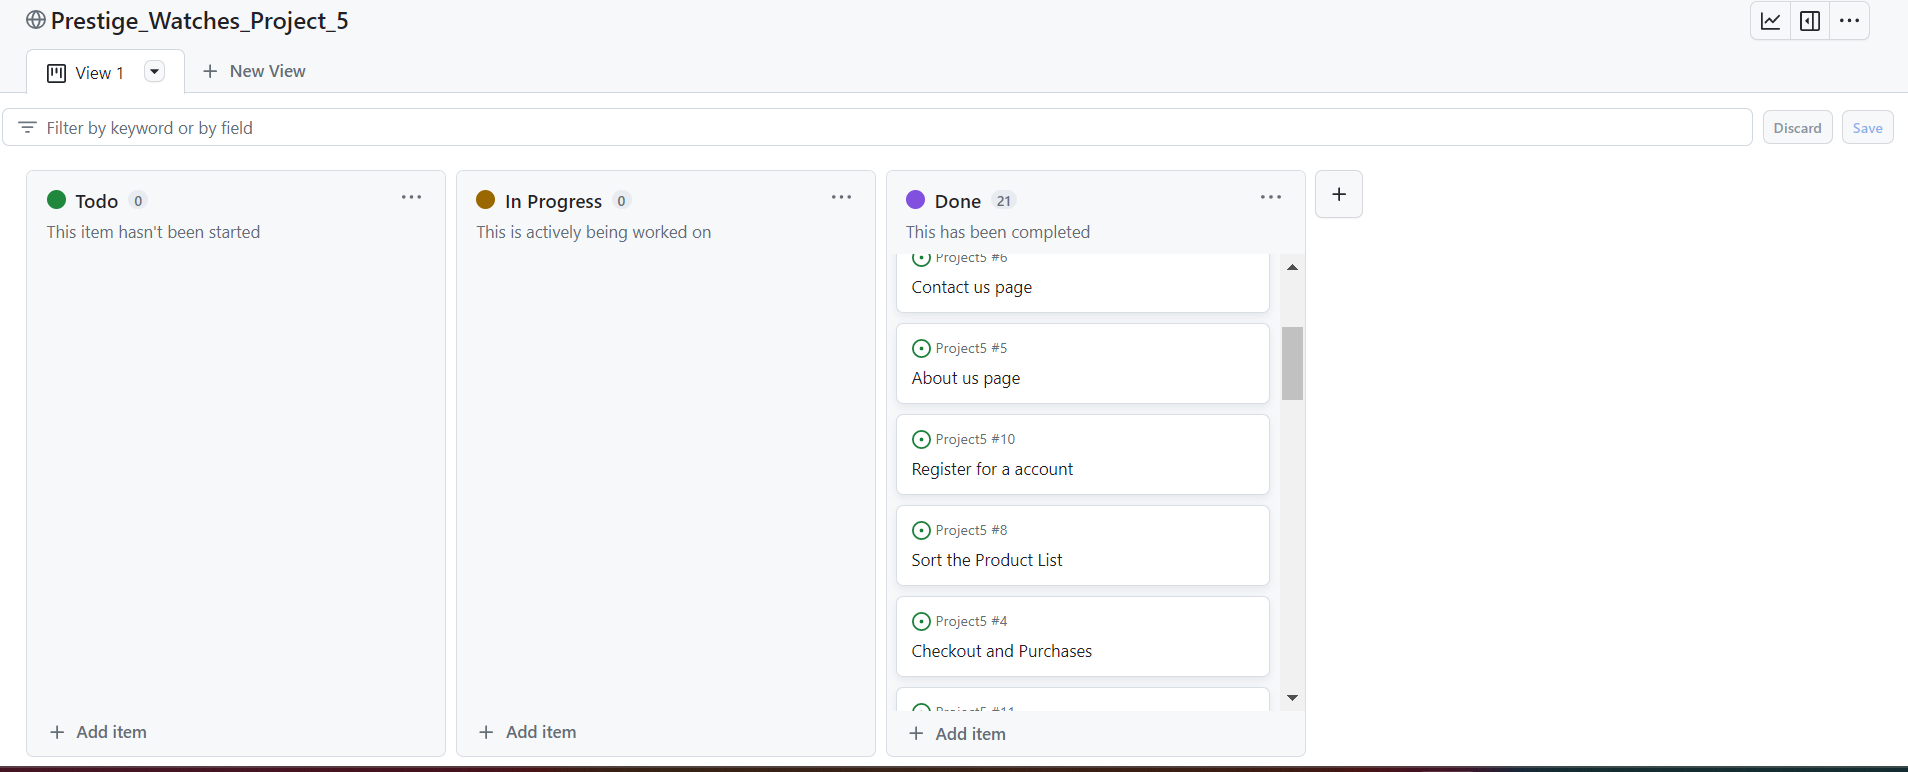 Prestige_Watches_Project_5
View 1
New View
Filter by keyword or by field
Discard
Save
Todo 0
This item hasn't been started
Add item
In Progress 0
This is actively being worked on
Add item
Done 21
This has been completed
Project5 #6
Contact us page
Project5 #5
About us page
Project5 #10
Register for a account
Project5 #8
Sort the Product List
Project5 #4
Checkout and Purchases
Project5 #11
Add item